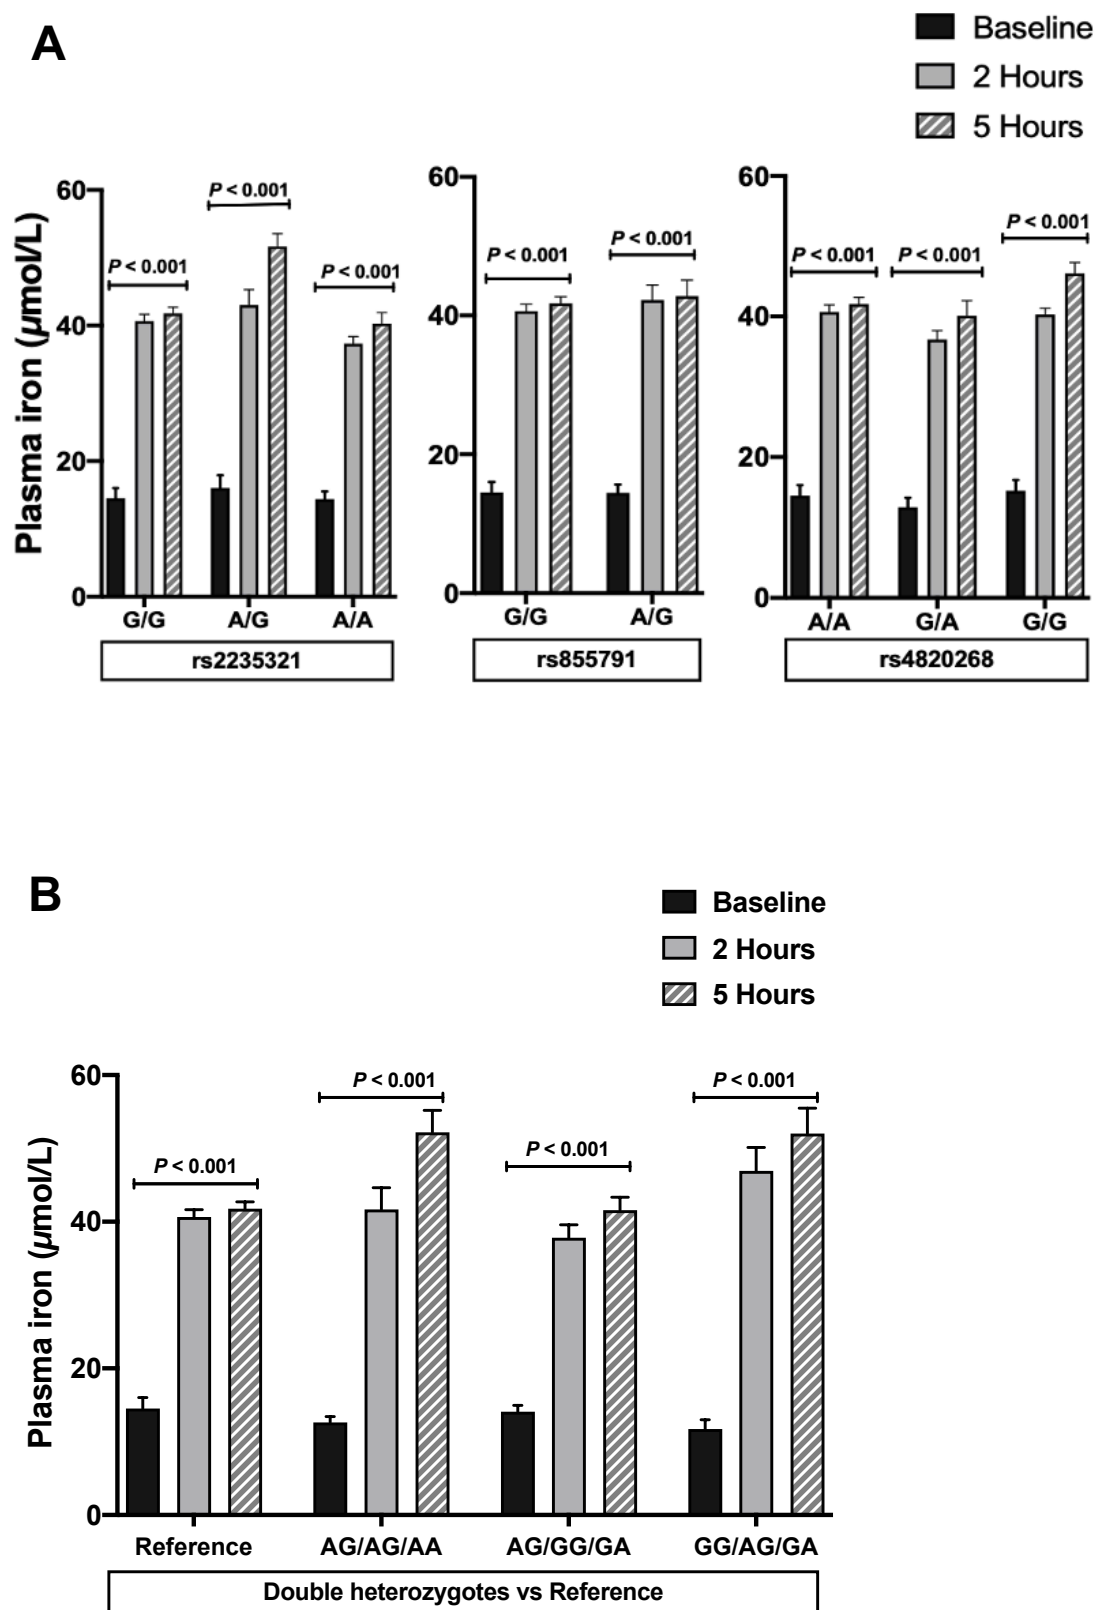 A
Baseline
2 Hours
5 Hours
Plasma iron (µmol/L)
60
40
20
0
P < 0.001
P < 0.001
P < 0.001
G/G
A/G
A/A
rs2235321
60
40
20
0
P < 0.001
P < 0.001
G/G
A/G
rs855791
60
40
20
0
P < 0.001
P < 0.001
P < 0.001
A/A
G/A
G/G
rs4820268
B
Baseline
2 Hours
5 Hours
Plasma iron (µmol/L)
60
40
20
0
P < 0.001
P < 0.001
P < 0.001
P < 0.001
Reference
AG/AG/AA
AG/GG/GA
GG/AG/GA
Double heterozygotes vs Reference